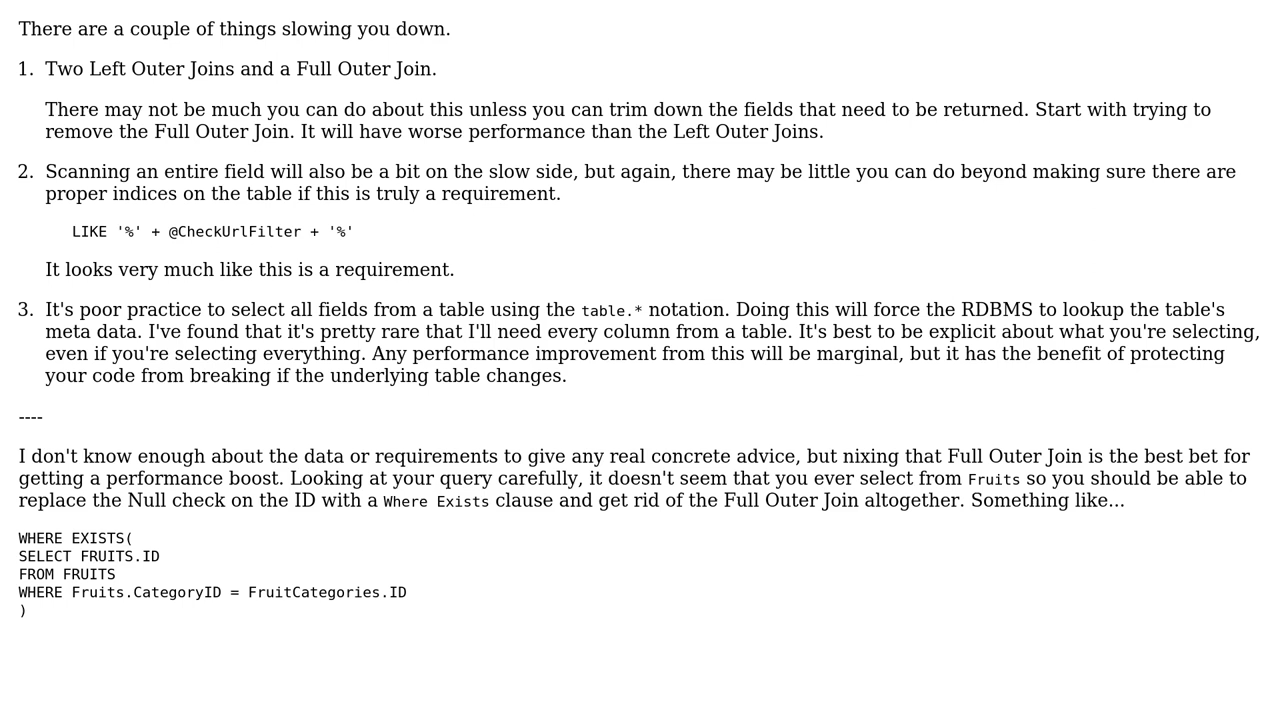 There are a couple of things slowing you down.
1. Two Left Outer Joins and a Full Outer Join.
There may not be much you can do about this unless you can trim down the fields that need to be returned. Start with trying to
remove the Full Outer Join. It will have worse performance than the Left Outer Joins.
2. Scanning an entire field will also be a bit on the slow side, but again, there may be little you can do beyond making sure there are
proper indices on the table if this is truly a requirement.
LIKE '%' + @CheckUrlFilter + '%'
It looks very much like this is a requirement.
3. It's poor practice to select all fields from a table using the table.* notation. Doing this will force the RDBMS to lookup the table's
meta data. I've found that it's pretty rare that I'll need every column from a table. It's best to be explicit about what you're selecting,
even if you're selecting everything. Any performance improvement from this will be marginal, but it has the benefit of protecting
your code from breaking if the underlying table changes.
----
I don't know enough about the data or requirements to give any real concrete advice, but nixing that Full Outer Join is the best bet for
getting a performance boost. Looking at your query carefully, it doesn't seem that you ever select from Fruits so you should be able to
replace the Null check on the ID with a Where Exists clause and get rid of the Full Outer Join altogether. Something like...
WHERE EXISTS(
SELECT FRUITS.ID
FROM FRUITS
WHERE Fruits.CategoryID = FruitCategories.ID
)